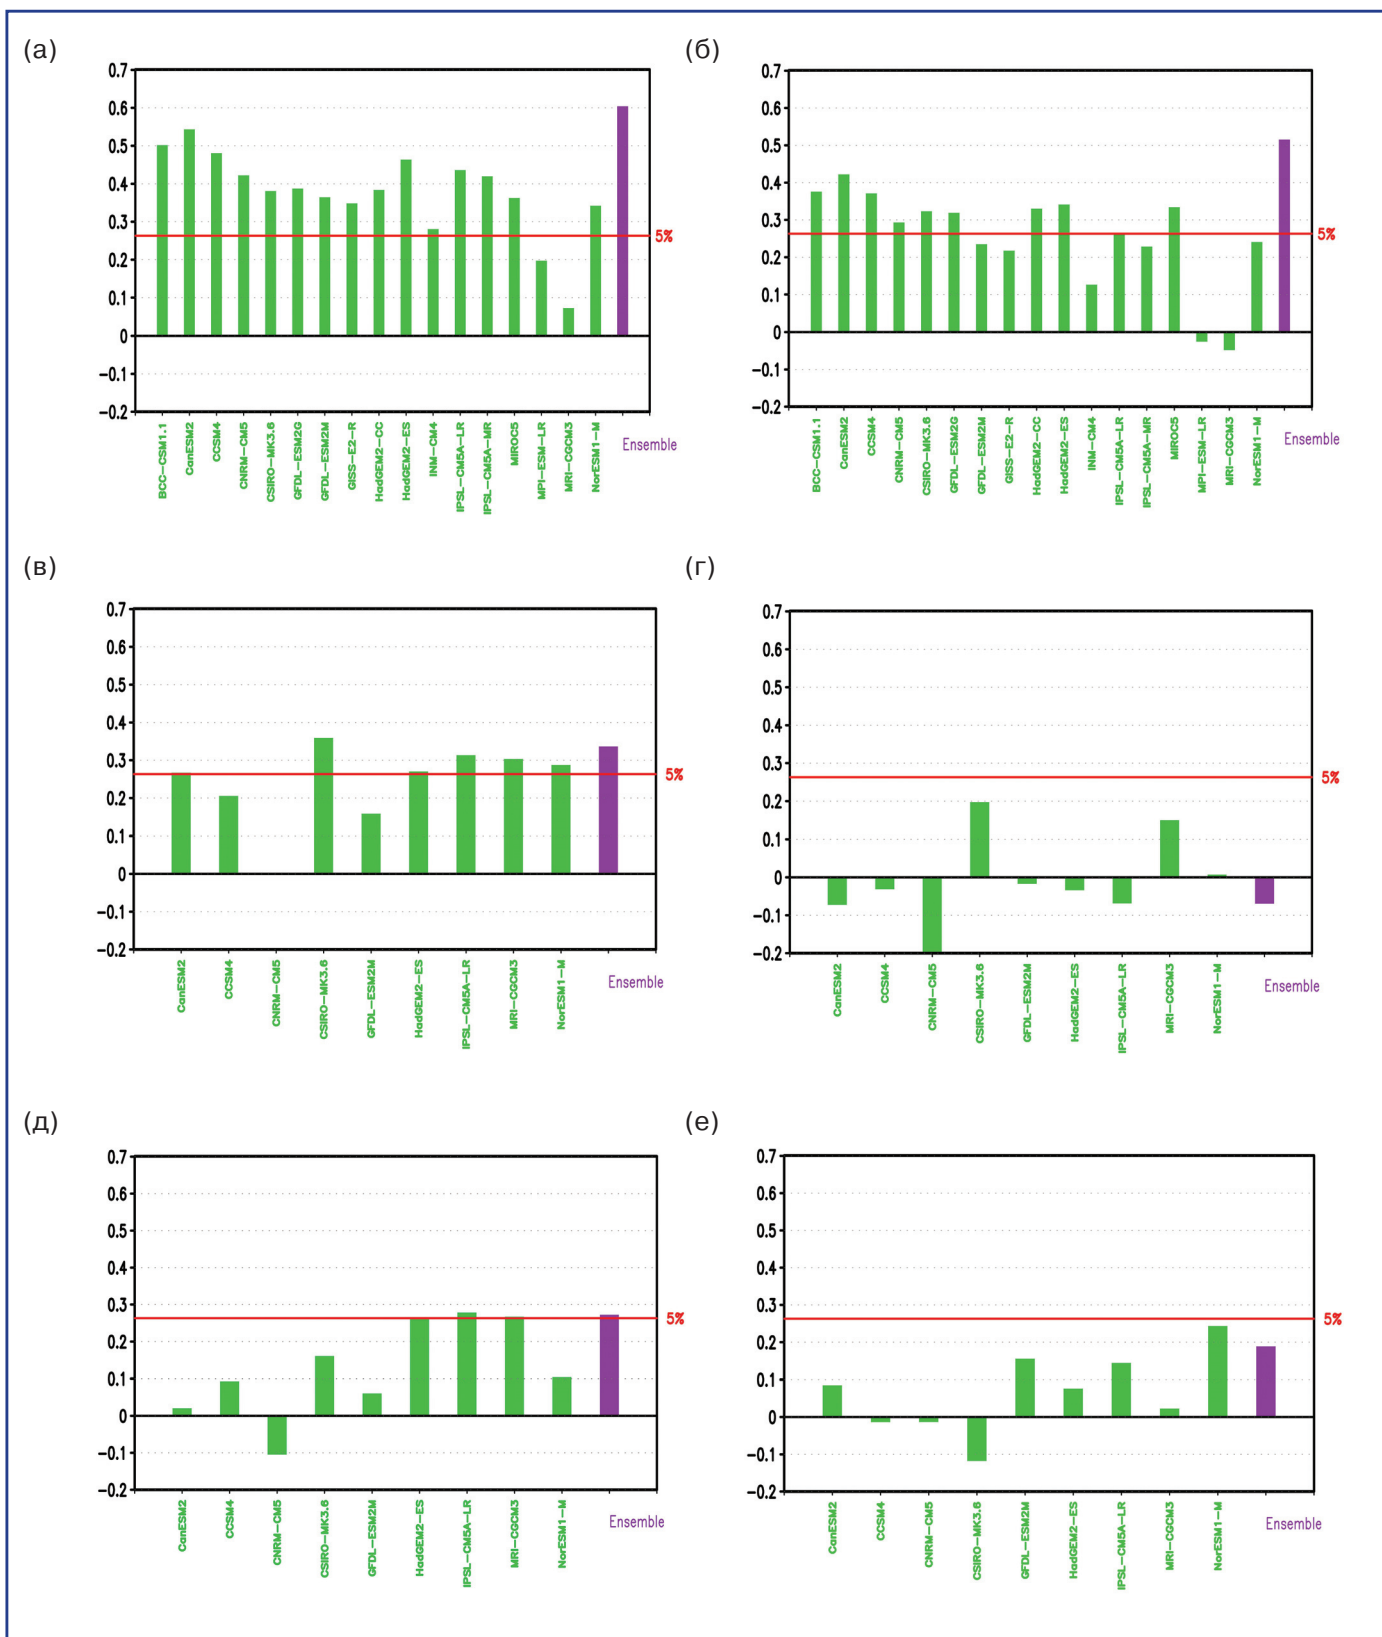 (а)
0.7
0.6
0.5
0.4
0.3
0.2
0.1
0
−0.1
−0.2
5%
BCC−CSM1.1
CanESM2
CCSM4
CNRM−CM5
CSIRO−MK3.6
GFDL−ESM2G
GFDL−ESM2M
GISS−E2−R
HadGEM2−CC
HadGEM2−ES
INM−CM4
IPSL−CM5A−LR
IPSL−CM5A−MR
MIROC5
MPI−ESM−LR
MRI−CGCM3
NorESM1−M
Ensemble
(б)
0.7
0.6
0.5
0.4
0.3
0.2
0.1
0
−0.1
−0.2
5%
BCC−CSM1.1
CanESM2
CCSM4
CNRM−CM5
CSIRO−MK3.6
GFDL−ESM2G
GFDL−ESM2M
GISS−E2−R
HadGEM2−CC
HadGEM2−ES
INM−CM4
IPSL−CM5A−LR
IPSL−CM5A−MR
MIROC5
MPI−ESM−LR
MRI−CGCM3
NorESM1−M
Ensemble
(в)
0.7
0.6
0.5
0.4
0.3
0.2
0.1
0
−0.1
−0.2
5%
CanESM2
CCSM4
CNRM−CM5
CSIRO−MK3.6
GFDL−ESM2M
HadGEM2−ES
IPSL−CM5A−LR
MRI−CGCM3
NorESM1−M
Ensemble
(г)
0.7
0.6
0.5
0.4
0.3
0.2
0.1
0
−0.1
−0.2
5%
CanESM2
CCSM4
CNRM−CM5
CSIRO−MK3.6
GFDL−ESM2M
HadGEM2−ES
IPSL−CM5A−LR
MRI−CGCM3
NorESM1−M
Ensemble
(д)
0.7
0.6
0.5
0.4
0.3
0.2
0.1
0
−0.1
−0.2
5%
CanESM2
CCSM4
CNRM−CM5
CSIRO−MK3.6
GFDL−ESM2M
HadGEM2−ES
IPSL−CM5A−LR
MRI−CGCM3
NorESM1−M
Ensemble
(е)
0.7
0.6
0.5
0.4
0.3
0.2
0.1
0
−0.1
−0.2
5%
CanESM2
CCSM4
CNRM−CM5
CSIRO−MK3.6
GFDL−ESM2M
HadGEM2−ES
IPSL−CM5A−LR
MRI−CGCM3
NorESM1−M
Ensemble